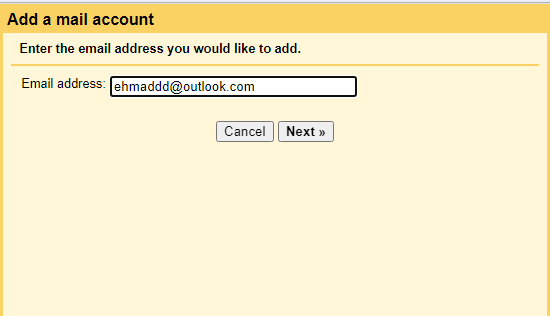 Add a mail account
Enter the email address you would like to add.
Email address: ehmaddd@outlook.com
Cancel Next »